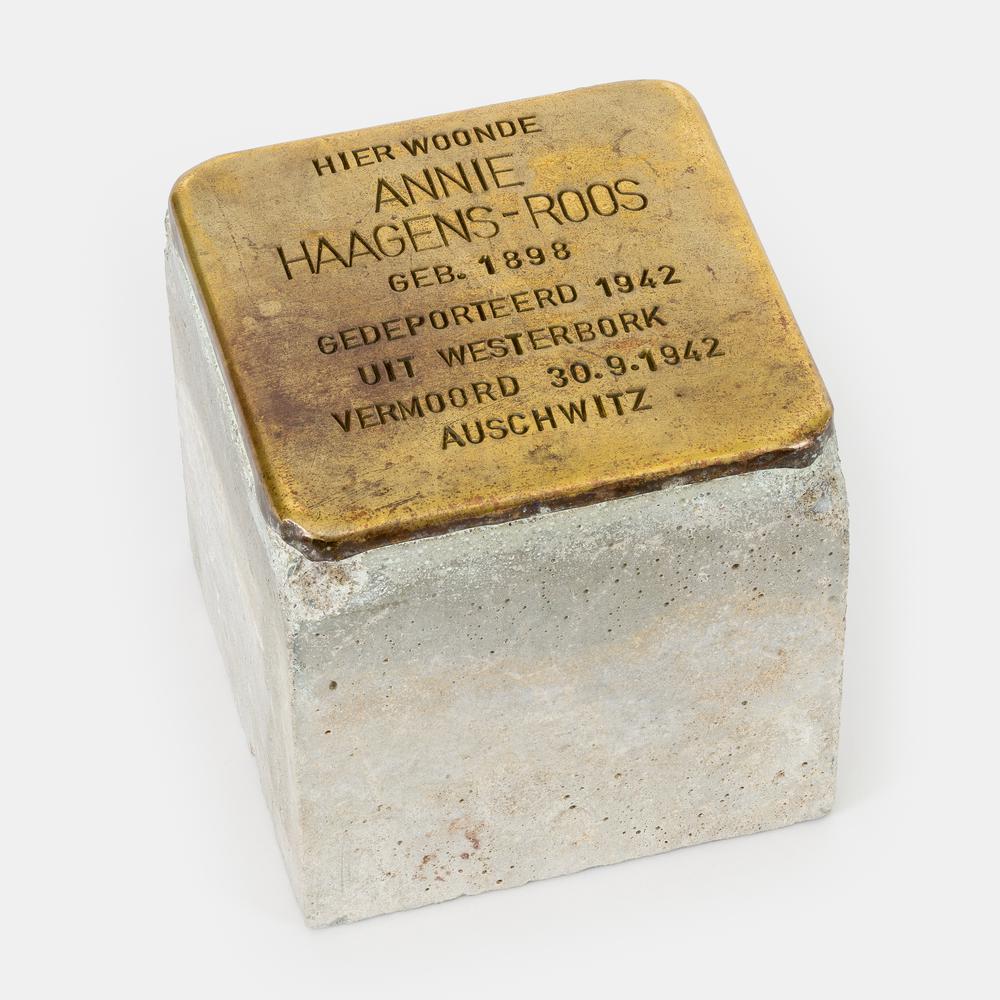 HIER WOONDE
ANNIE
HAAGENS-ROOS
GEB. 1898
GEDEPORTEERD 1942
UIT WESTERBORK
VERMOORD 30.9.1942
AUSCHWITZ